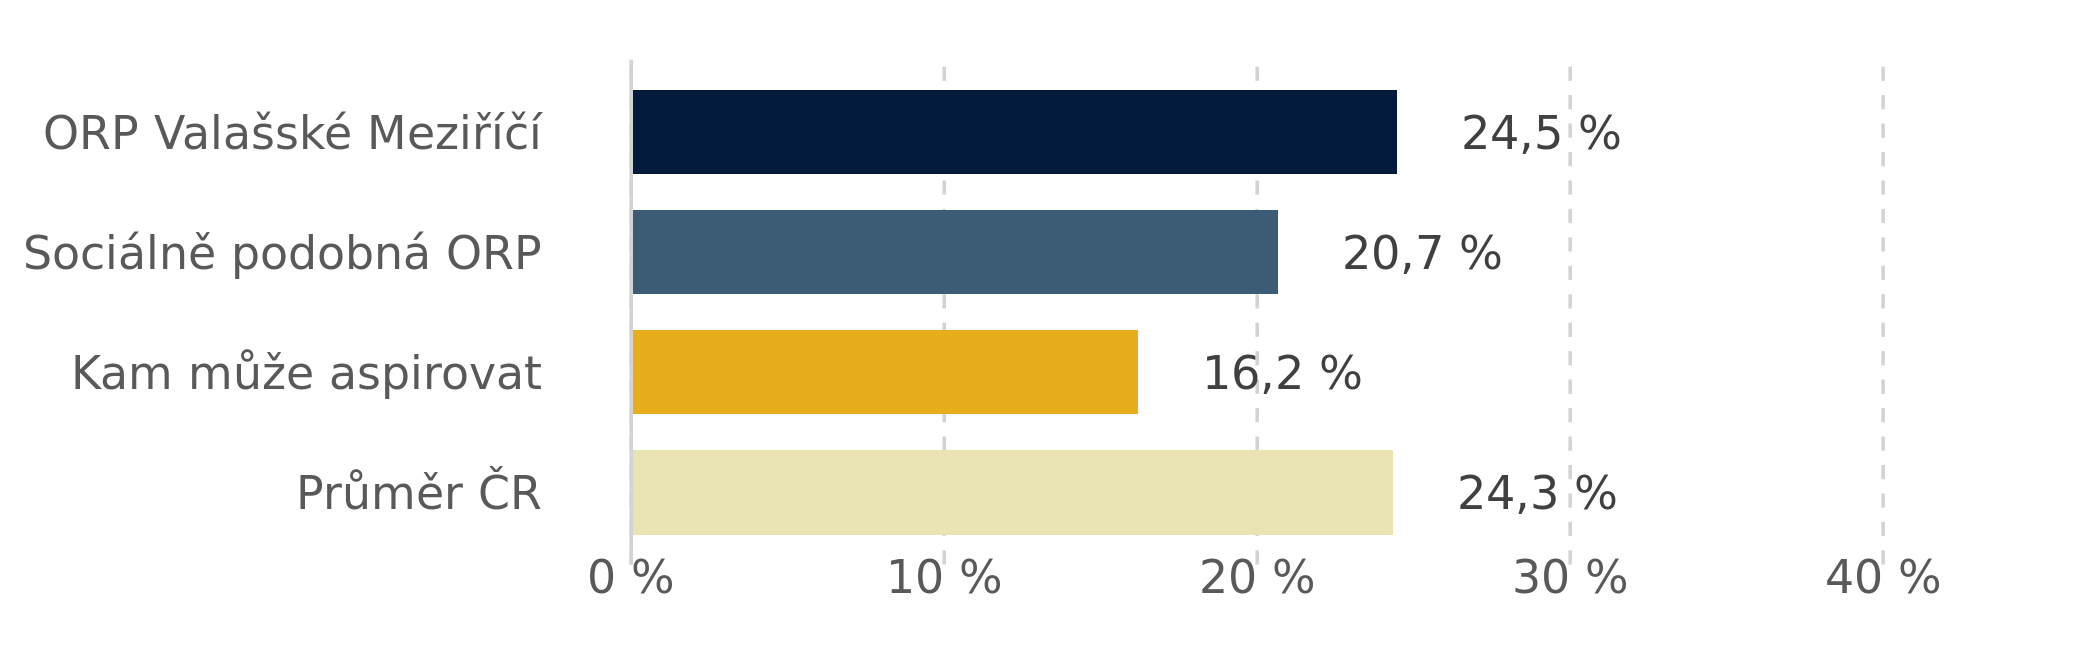 ORP Valašské Meziříčí 24,5 %
Sociálně podobná ORP 20,7 %
Kam může aspirovat 16,2 %
Průměr ČR 24,3 %
0 % 10 % 20 % 30 % 40 %